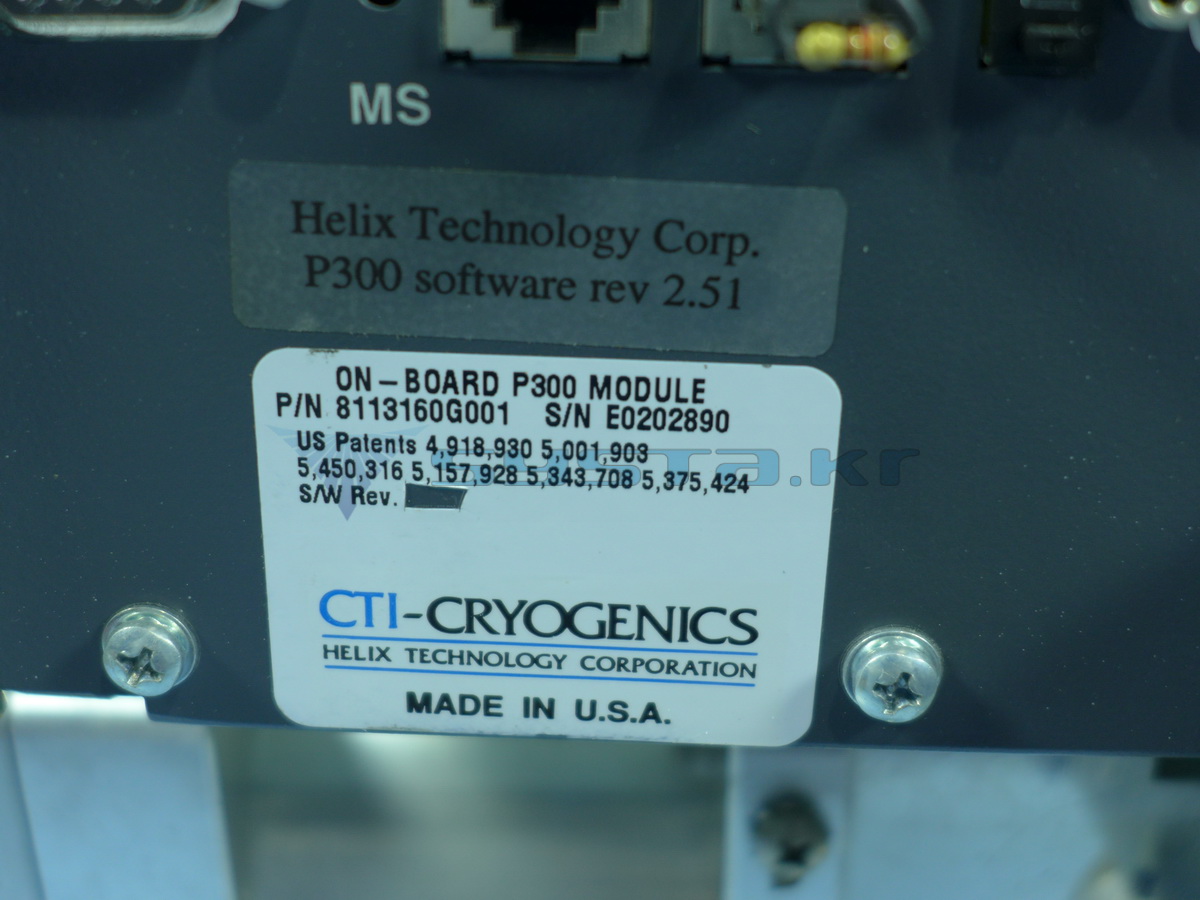 MS
Helix Technology Corp.
P300 software rev 2.51
ON-BOARD P300 MODULE
P/N 8113160G001 S/N E0202890
US Patents 4,918,930 5,001,903
5,450,316 5,157,928 5,343,708 5,375,424
S/W Rev.
CTI-CRYOGENICS
HELIX TECHNOLOGY CORPORATION
MADE IN U.S.A.